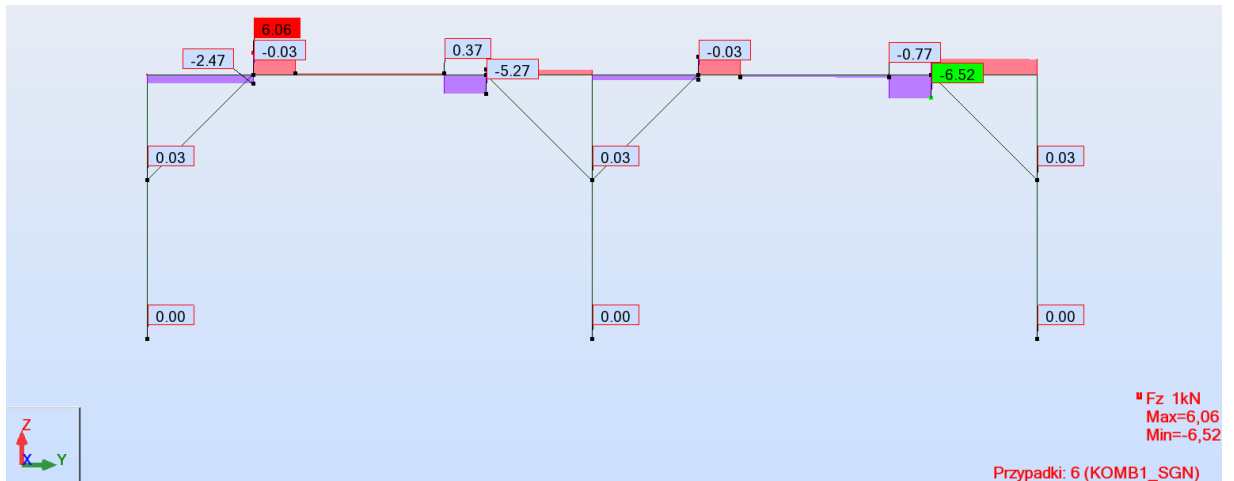 6.06
-2.47
-0.03
0.37
-5.27
-0.03
-0.77
-6.52
0.03
0.03
0.03
0.00
0.00
0.00
Fz 1kN
Max=6,06
Min=-6,52
Z
X
Y
Przypadki: 6 (KOMB1_SGN)